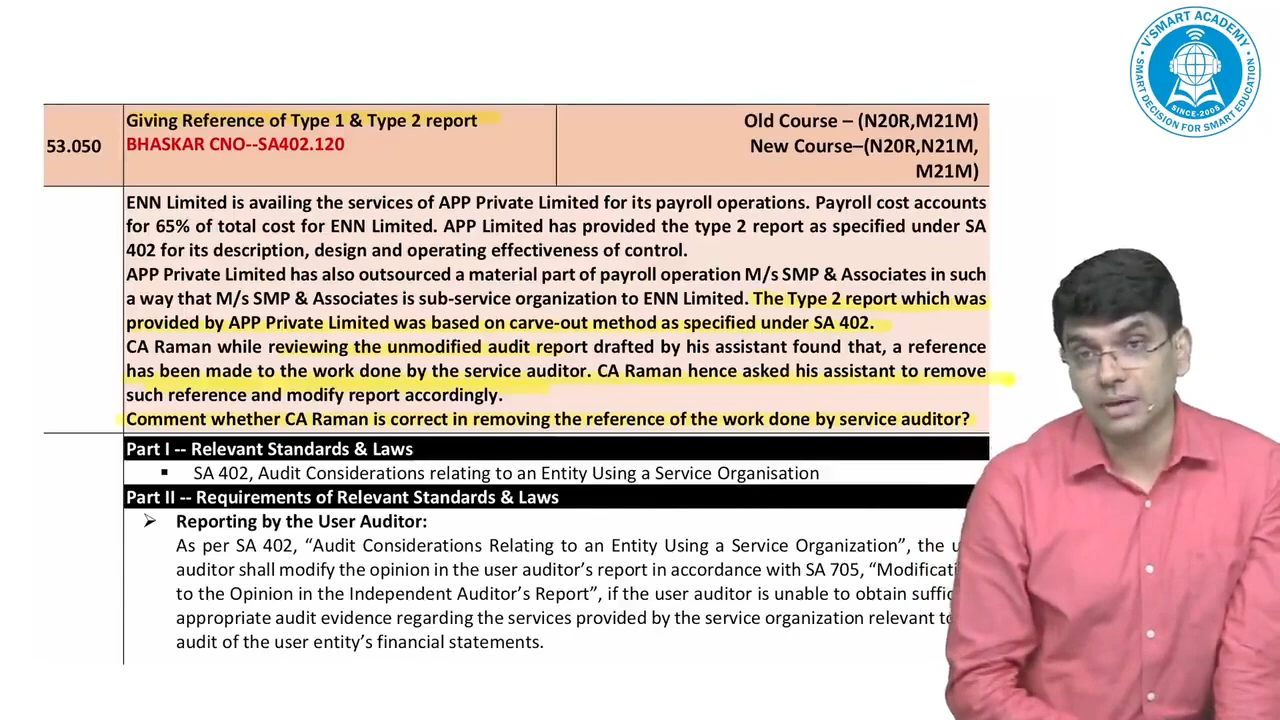 V'SMART ACADEMY
SINCE-2005
SMART DECISION FOR SMART EDUCATION
53.050
Giving Reference of Type 1 & Type 2 report
BHASKAR CNO--SA402.120
Old Course – (N20R,M21M)
New Course–(N20R,N21M,
M21M)
ENN Limited is availing the services of APP Private Limited for its payroll operations. Payroll cost accounts
for 65% of total cost for ENN Limited. APP Limited has provided the type 2 report as specified under SA
402 for its description, design and operating effectiveness of control.
APP Private Limited has also outsourced a material part of payroll operation M/s SMP & Associates in such
a way that M/s SMP & Associates is sub-service organization to ENN Limited. The Type 2 report which was
provided by APP Private Limited was based on carve-out method as specified under SA 402.
CA Raman while reviewing the unmodified audit report drafted by his assistant found that, a reference
has been made to the work done by the service auditor. CA Raman hence asked his assistant to remove
such reference and modify report accordingly.
Comment whether CA Raman is correct in removing the reference of the work done by service auditor?
Part I -- Relevant Standards & Laws
▪ SA 402, Audit Considerations relating to an Entity Using a Service Organisation
Part II -- Requirements of Relevant Standards & Laws
➢ Reporting by the User Auditor:
As per SA 402, “Audit Considerations Relating to an Entity Using a Service Organization”, the
auditor shall modify the opinion in the user auditor’s report in accordance with SA 705,
to the Opinion in the Independent Auditor’s Report”, if the user auditor is unable to obtain
appropriate audit evidence regarding the services provided by the service organization relevant
audit of the user entity’s financial statements.